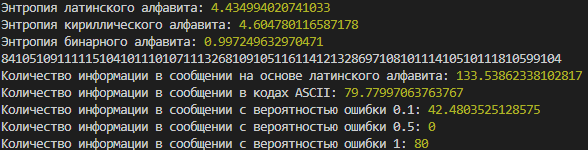 Энтропия латинского алфавита: 4.434994020741033
Энтропия кириллического алфавита: 4.604780116587178
Энтропия бинарного алфавита: 0.997249632970471
84105109111115104101110107111326810910511611412132869710810111410510111810599104
Количество информации в сообщении на основе латинского алфавита: 133.53862338102817
Количество информации в сообщении в кодах ASCII: 79.77997063763767
Количество информации в сообщении с вероятностью ошибки 0.1: 42.4803525128575
Количество информации в сообщении с вероятностью ошибки 0.5: 0
Количество информации в сообщении с вероятностью ошибки 1: 80